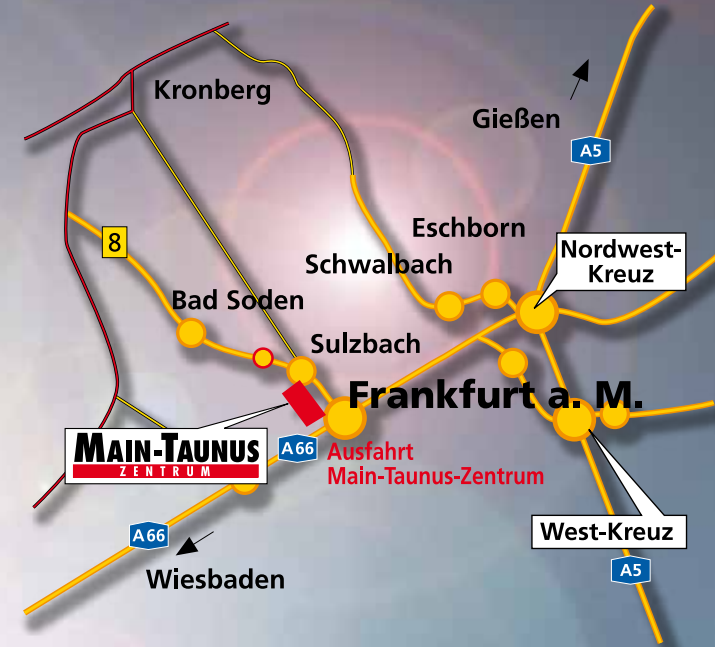 Kronberg
Gießen
A5
Eschborn
8
Nordwest-
Kreuz
Schwalbach
Bad Soden
Sulzbach
Frankfurt a. M.
MAIN-TAUNUS
ZENTRUM
A66
Ausfahrt
Main-Taunus-Zentrum
A66
West-Kreuz
A5
Wiesbaden